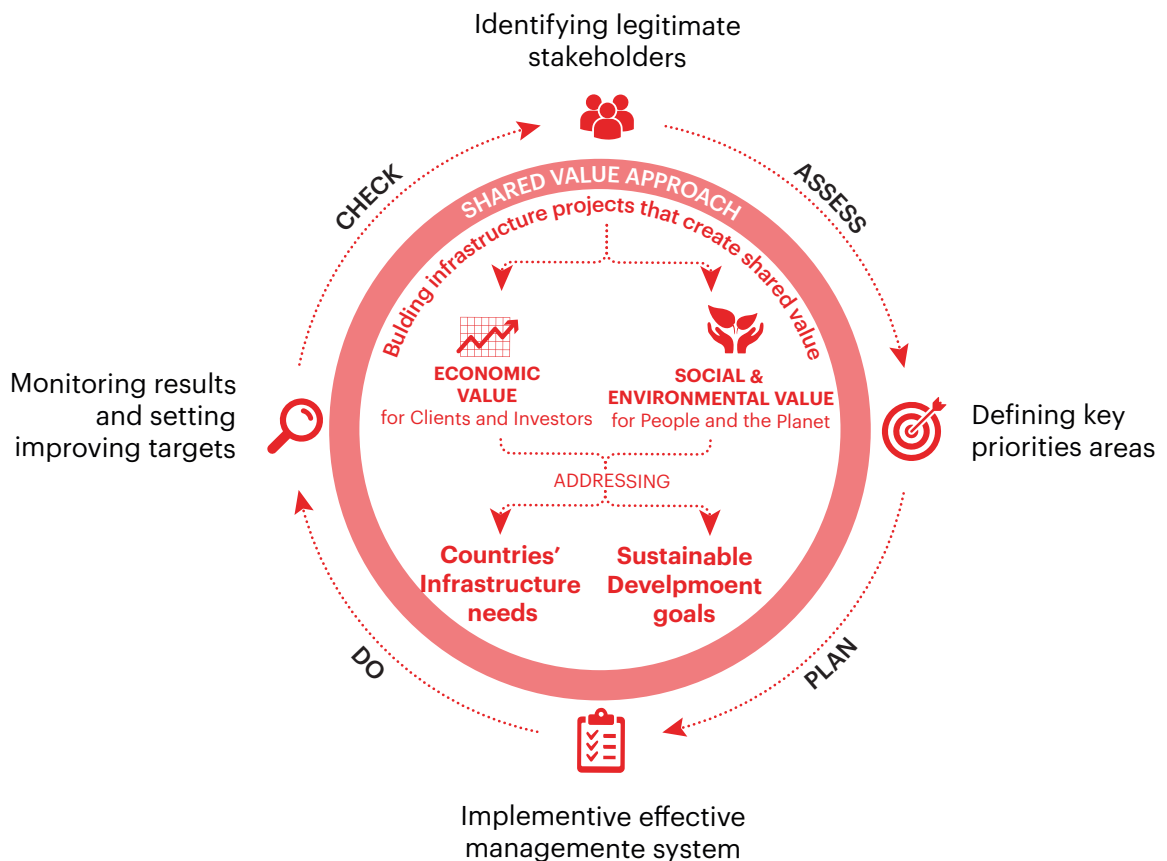 Identifying legitimate
stakeholders
CHECK
ASSESS
SHARED VALUE APPROACH
Bulding infrastructure projects that create shared value
ECONOMIC
VALUE
for Clients and Investors
SOCIAL &
ENVIRONMENTAL VALUE
for People and the Planet
Monitoring results
and setting
improving targets
Defining key
priorities areas
ADDRESSING
Countries'
Infrastructure
needs
Sustainable
Develpmoent
goals
DO
PLAN
Implementive effective
managemente system